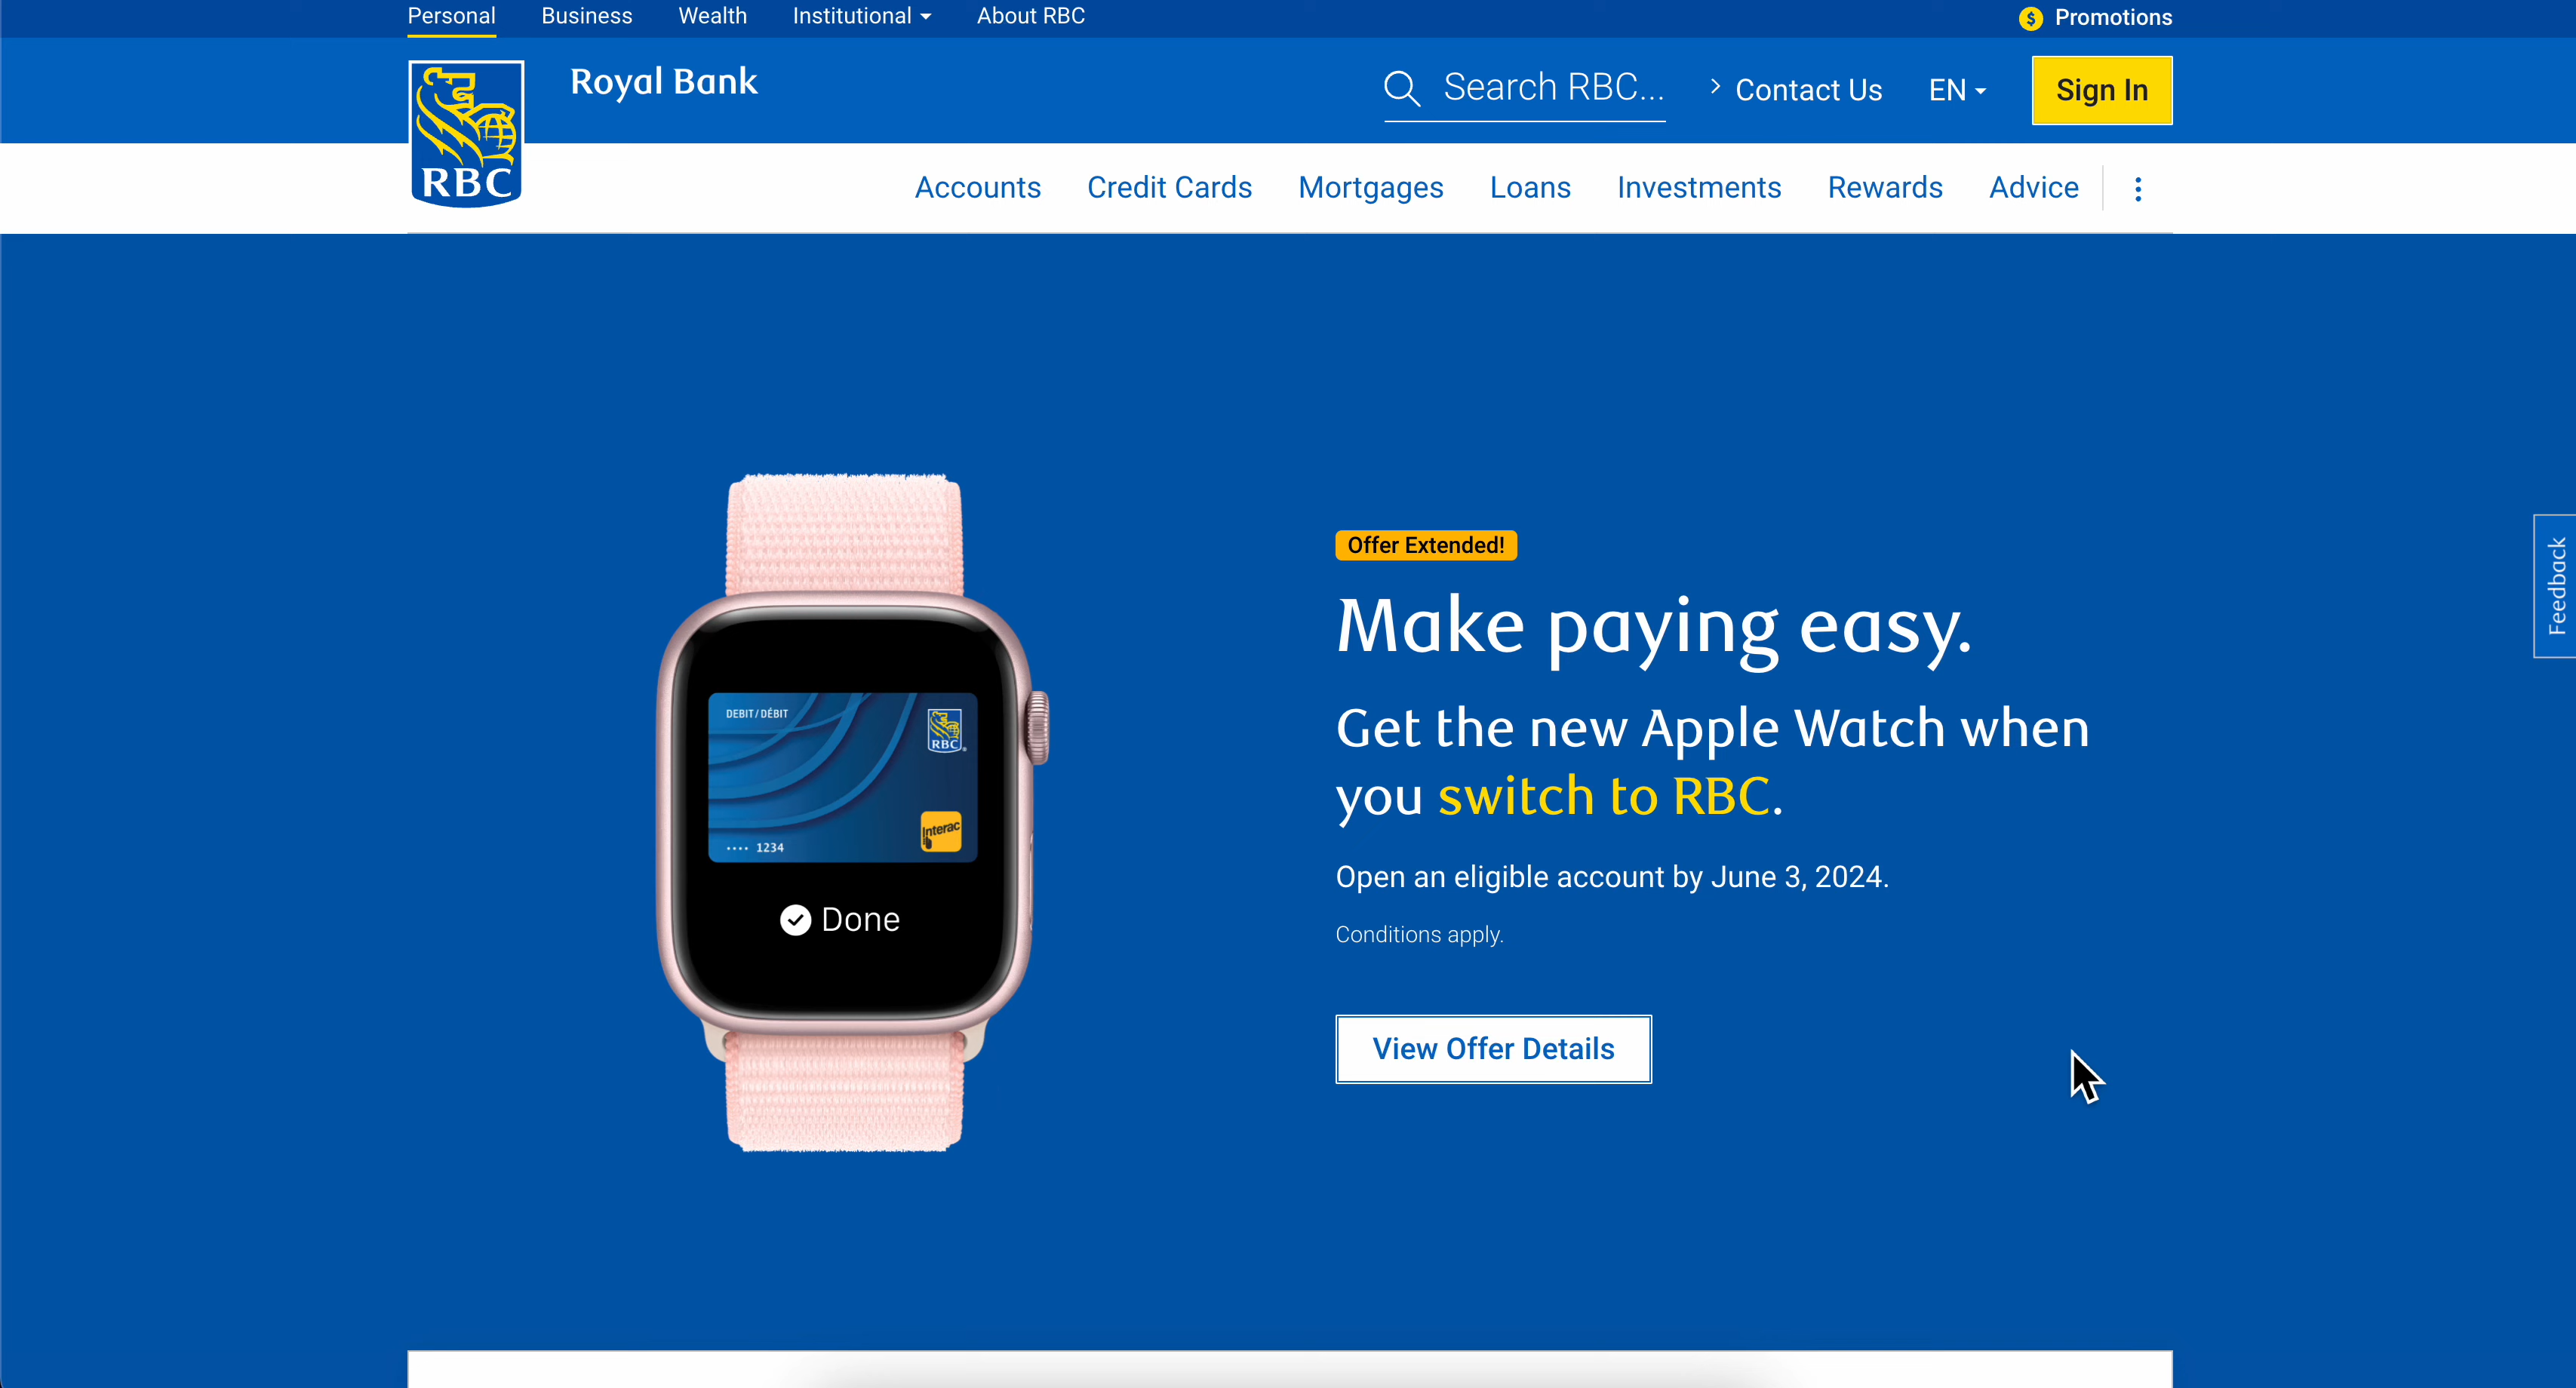 Personal Business Wealth Institutional About RBC
$ Promotions
Royal Bank
Search RBC...
Contact Us
EN
Sign In
RBC
Accounts Credit Cards Mortgages Loans Investments Rewards Advice
DEBIT/DÉBIT
RBC®
Interac
•••• 1234
Done
Offer Extended!
Make paying easy.
Get the new Apple Watch when
you switch to RBC.
Open an eligible account by June 3, 2024.
Conditions apply.
View Offer Details
Feedback